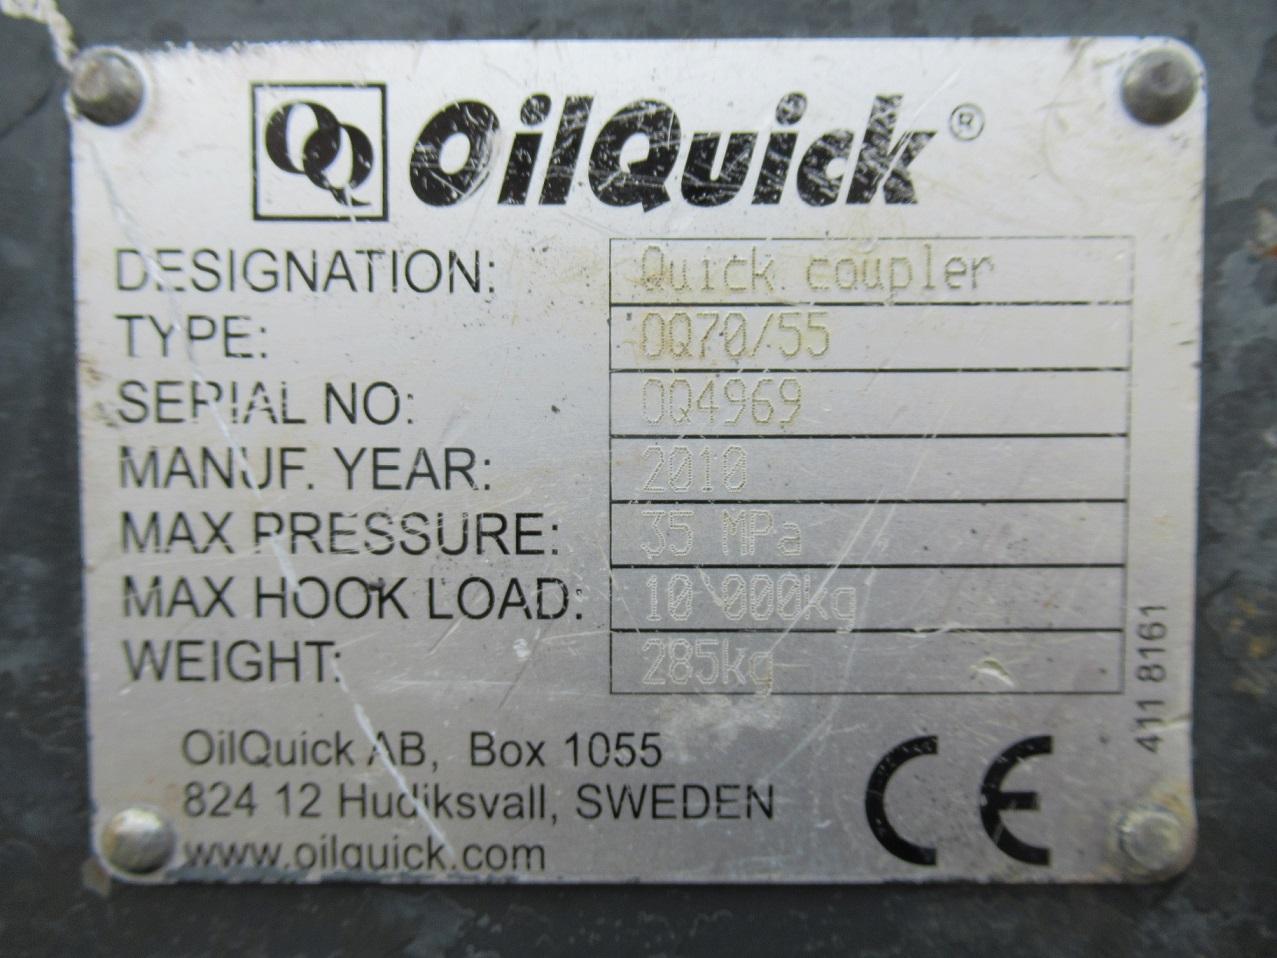 OQ OilQuick®
DESIGNATION: Quick coupler
TYPE: OQ70/55
SERIAL NO: OQ4969
MANUF. YEAR: 2010
MAX PRESSURE: 35 MPa
MAX HOOK LOAD: 10 000kg
WEIGHT: 285kg
411 8161
OilQuick AB, Box 1055
824 12 Hudiksvall, SWEDEN
www.oilquick.com
CE